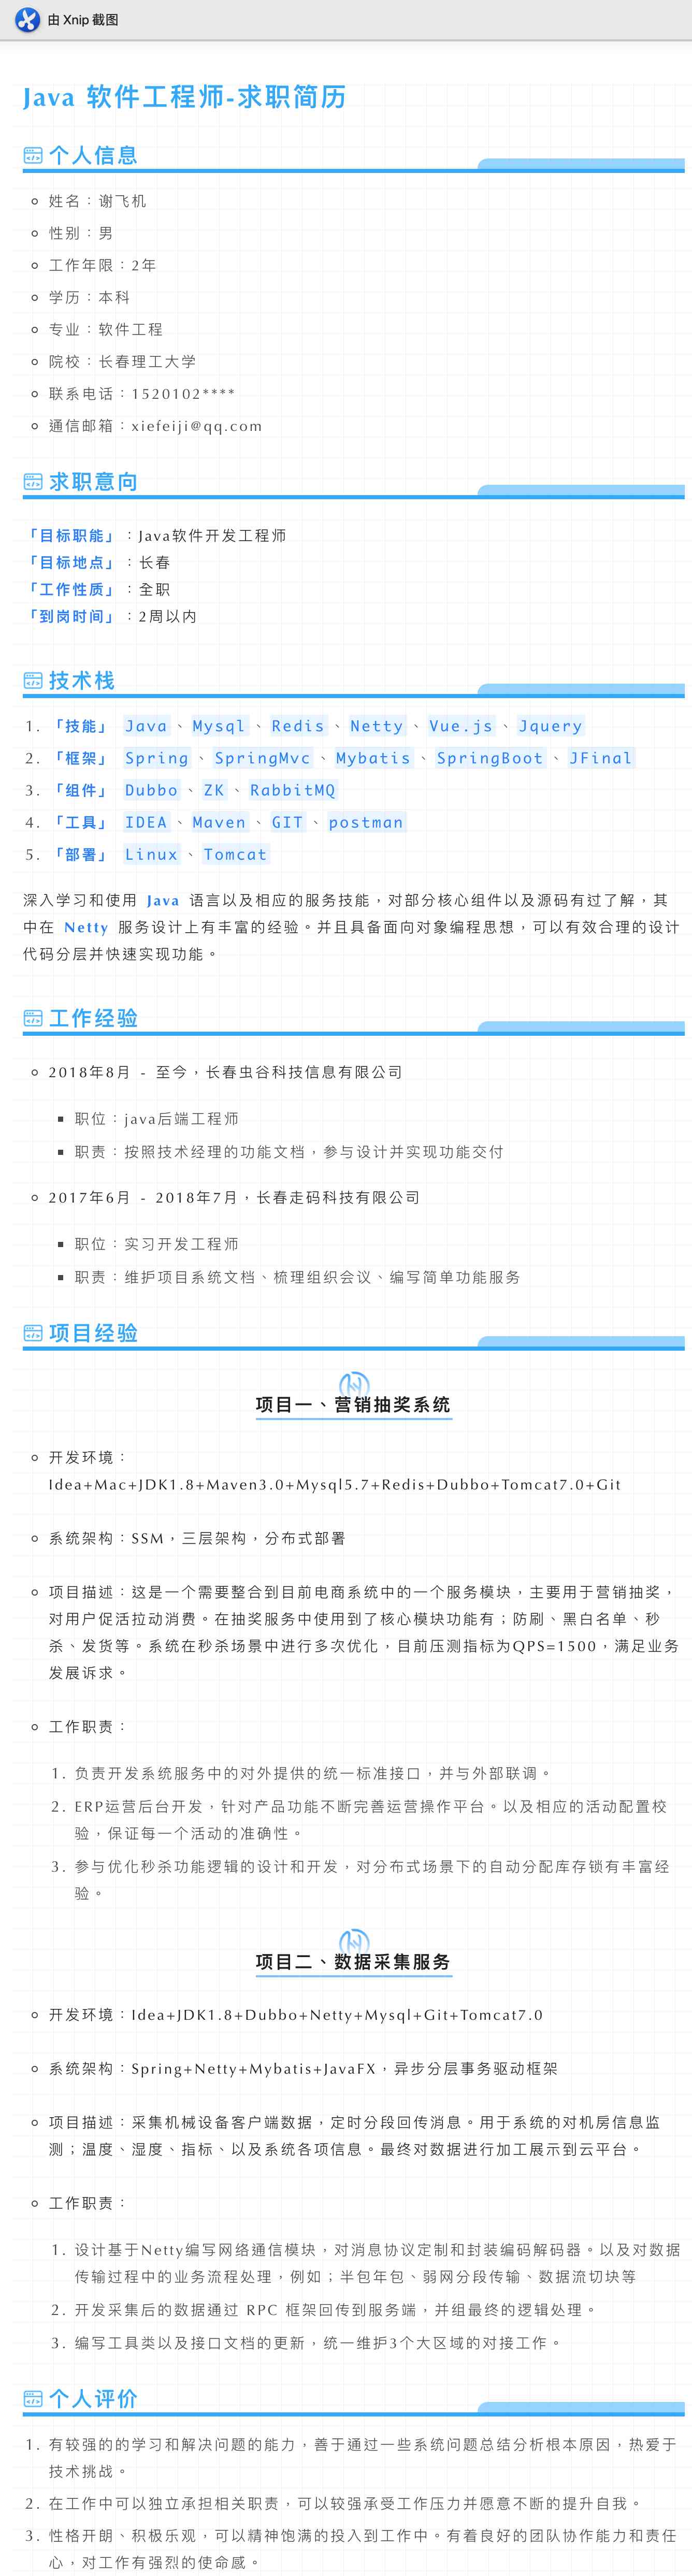 由 Xnip 截图
Java 软件工程师-求职简历
个人信息
姓名：谢飞机
性别：男
工作年限：2年
学历：本科
专业：软件工程
院校：长春理工大学
联系电话：1520102****
通信邮箱：xiefeiji@qq.com
求职意向
「目标职能」：Java软件开发工程师
「目标地点」：长春
「工作性质」：全职
「到岗时间」：2周以内
技术栈
1. 「技能」 Java、Mysql、Redis、Netty、Vue.js、Jquery
2. 「框架」 Spring、SpringMvc、Mybatis、SpringBoot、JFinal
3. 「组件」 Dubbo、ZK、RabbitMQ
4. 「工具」 IDEA、Maven、GIT、postman
5. 「部署」 Linux、Tomcat
深入学习和使用 Java 语言以及相应的服务技能，对部分核心组件以及源码有过了解，其
中在 Netty 服务设计上有丰富的经验。并且具备面向对象编程思想，可以有效合理的设计
代码分层并快速实现功能。
工作经验
2018年8月 - 至今，长春虫谷科技信息有限公司
职位：java后端工程师
职责：按照技术经理的功能文档，参与设计并实现功能交付
2017年6月 - 2018年7月，长春走码科技有限公司
职位：实习开发工程师
职责：维护项目系统文档、梳理组织会议、编写简单功能服务
项目经验
项目一、营销抽奖系统
开发环境：
Idea+Mac+JDK1.8+Maven3.0+Mysql5.7+Redis+Dubbo+Tomcat7.0+Git
系统架构：SSM，三层架构，分布式部署
项目描述：这是一个需要整合到目前电商系统中的一个服务模块，主要用于营销抽奖，
对用户促活拉动消费。在抽奖服务中使用到了核心模块功能有；防刷、黑白名单、秒
杀、发货等。系统在秒杀场景中进行多次优化，目前压测指标为QPS=1500，满足业务
发展诉求。
工作职责：
1. 负责开发系统服务中的对外提供的统一标准接口，并与外部联调。
2. ERP运营后台开发，针对产品功能不断完善运营操作平台。以及相应的活动配置校
验，保证每一个活动的准确性。
3. 参与优化秒杀功能逻辑的设计和开发，对分布式场景下的自动分配库存锁有丰富经
验。
项目二、数据采集服务
开发环境：Idea+JDK1.8+Dubbo+Netty+Mysql+Git+Tomcat7.0
系统架构：Spring+Netty+Mybatis+JavaFX，异步分层事务驱动框架
项目描述：采集机械设备客户端数据，定时分段回传消息。用于系统的对机房信息监
测；温度、湿度、指标、以及系统各项信息。最终对数据进行加工展示到云平台。
工作职责：
1. 设计基于Netty编写网络通信模块，对消息协议定制和封装编码解码器。以及对数据
传输过程中的业务流程处理，例如；半包年包、弱网分段传输、数据流切块等
2. 开发采集后的数据通过 RPC 框架回传到服务端，并组最终的逻辑处理。
3. 编写工具类以及接口文档的更新，统一维护3个大区域的对接工作。
个人评价
1. 有较强的的学习和解决问题的能力，善于通过一些系统问题总结分析根本原因，热爱于
技术挑战。
2. 在工作中可以独立承担相关职责，可以较强承受工作压力并愿意不断的提升自我。
3. 性格开朗、积极乐观，可以精神饱满的投入到工作中。有着良好的团队协作能力和责任
心，对工作有强烈的使命感。